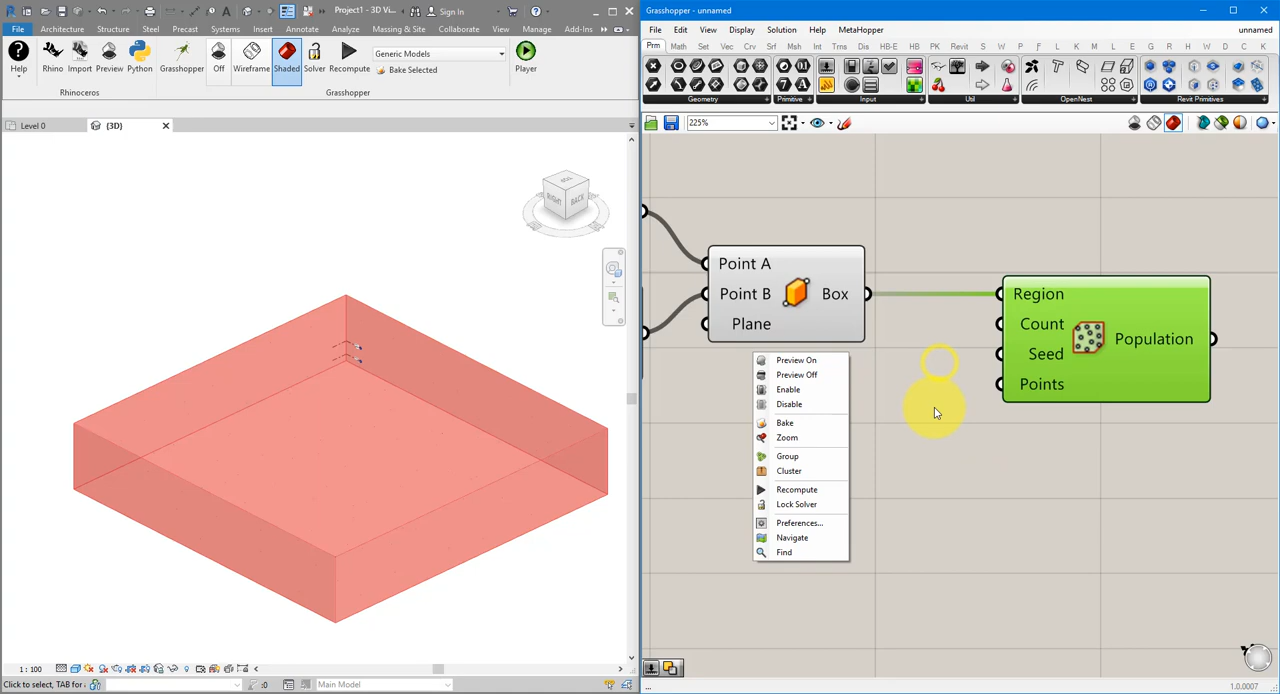 Project1 - 3D Vi...
Sign In
File Architecture Structure Steel Precast Systems Insert Annotate Analyze Massing & Site Collaborate View Manage Add-Ins
Help Rhino Import Preview Python Grasshopper Off Wireframe Shaded Solver Recompute Generic Models Player
Bake Selected
Rhinoceros Grasshopper
Level 0 (3D)
RIGHT BACK
1 : 100
Click to select, TAB for :0 Main Model
Grasshopper - unnamed
File Edit View Display Solution Help MetaHopper unnamed
Prm Math Set Vec Crv Srf Msh Int Trns Dis HB-E HB PK Revit S W P F L K A M L E C R H W D B E C K
Geometry Primitive Input Util OpenNest Revit Primitives
225%
Point A
Point B Box
Plane
Region
Count
Population
Seed
Points
Preview On
Preview Off
Enable
Disable
Bake
Zoom
Group
Cluster
Recompute
Lock Solver
Preferences...
Navigate
Find
...
1.0.0007